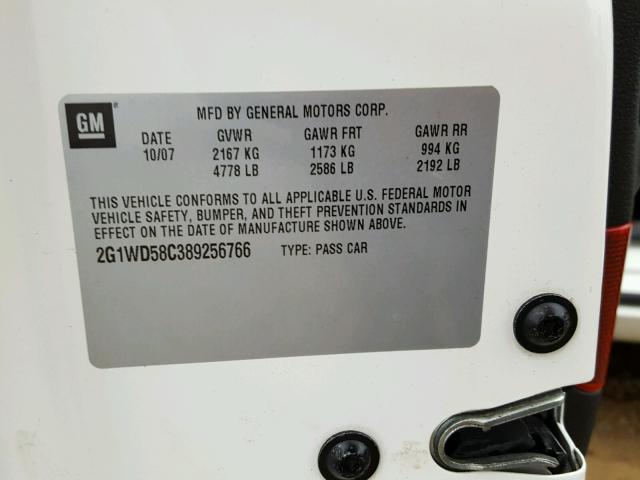 GM
MFD BY GENERAL MOTORS CORP.
DATE GVWR GAWR FRT GAWR RR
10/07 2167 KG 1173 KG 994 KG
4778 LB 2586 LB 2192 LB
THIS VEHICLE CONFORMS TO ALL APPLICABLE U.S. FEDERAL MOTOR
VEHICLE SAFETY, BUMPER, AND THEFT PREVENTION STANDARDS IN
EFFECT ON THE DATE OF MANUFACTURE SHOWN ABOVE.
2G1WD58C389256766 TYPE: PASS CAR